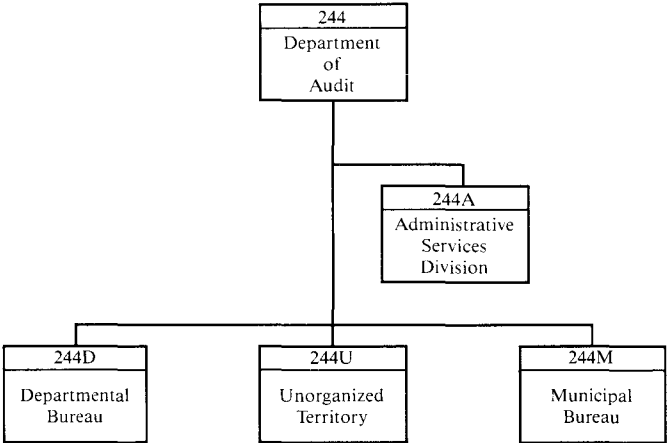 244
Department
of
Audit
244A
Administrative
Services
Division
244D
Departmental
Bureau
244U
Unorganized
Territory
244M
Municipal
Bureau